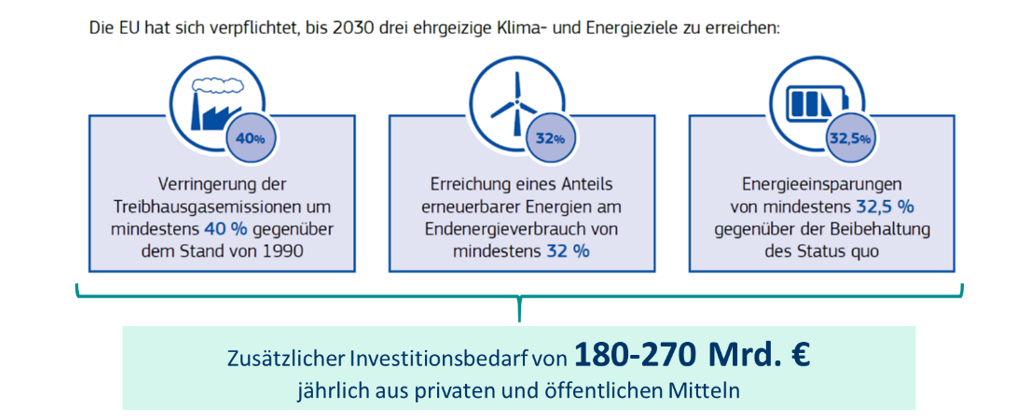 Die EU hat sich verpflichtet, bis 2030 drei ehrgeizige Klima- und Energieziele zu erreichen:
40%
Verringerung der
Treibhausgasemissionen um
mindestens 40 % gegenüber
dem Stand von 1990
32%
Erreichung eines Anteils
erneuerbarer Energien am
Endenergieverbrauch von
mindestens 32 %
32,5%
Energieeinsparungen
von mindestens 32,5 %
gegenüber der Beibehaltung
des Status quo
Zusätzlicher Investitionsbedarf von 180-270 Mrd. €
jährlich aus privaten und öffentlichen Mitteln